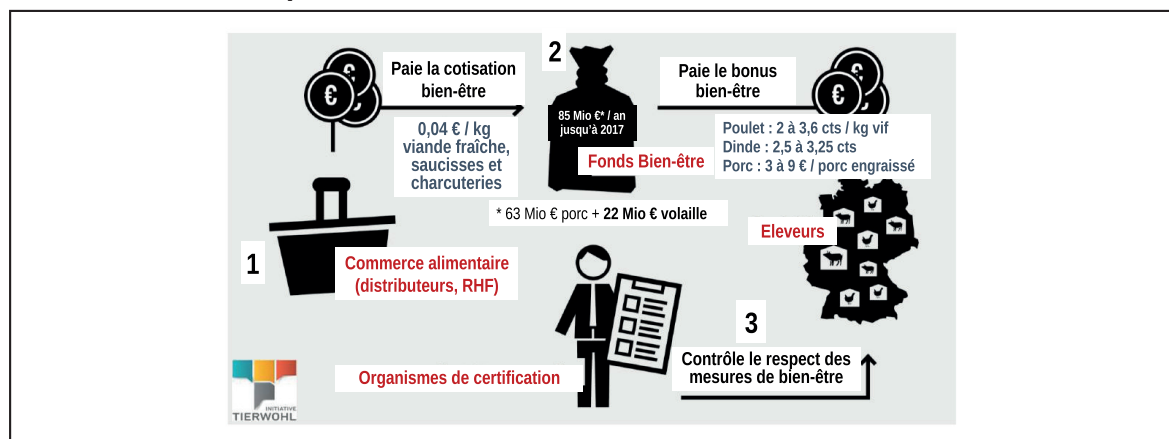 2
Paie la cotisation
bien-être
0,04 € / kg
viande fraîche,
saucisses et
charcuteries
85 Mio €* / an
jusqu'à 2017
Fonds Bien-être
* 63 Mio € porc + 22 Mio € volaille
Paie le bonus
bien-être
Poulet : 2 à 3,6 cts / kg vif
Dinde : 2,5 à 3,25 cts
Porc : 3 à 9 € / porc engraissé
Eleveurs
1
Commerce alimentaire
(distributeurs, RHF)
3
Contrôle le respect des
mesures de bien-être
Organismes de certification
INITIATIVE
TIERWOHL
€
€
€
€